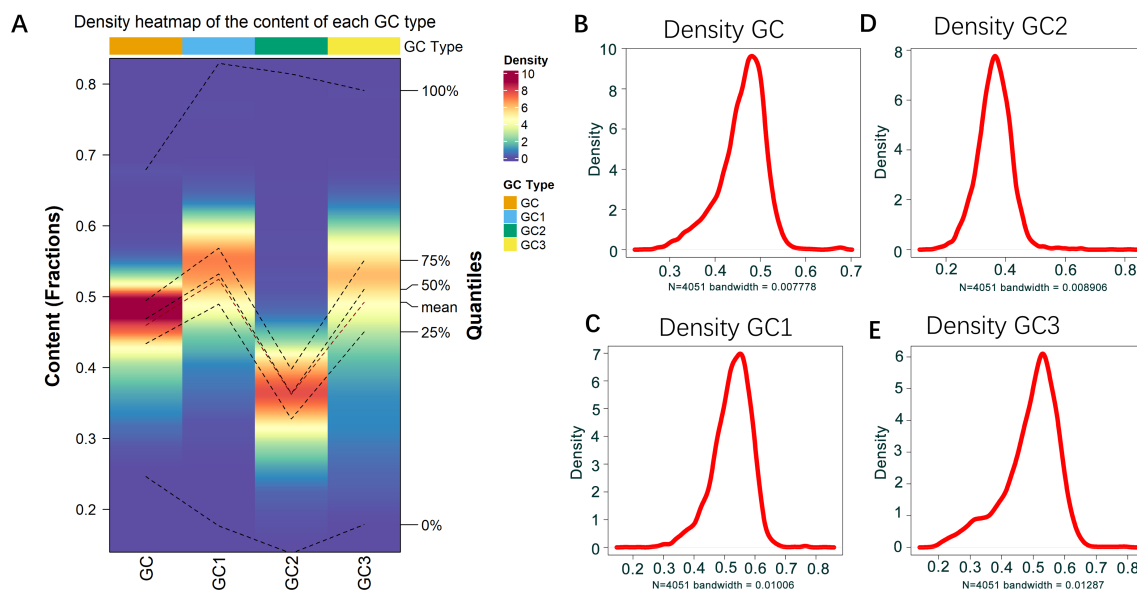 A
Density heatmap of the content of each GC type
GC Type
0.8
0.7
0.6
0.5
0.4
0.3
0.2
Content (Fractions)
100%
75%
50%
mean
25%
0%
Quantiles
GC
GC1
GC2
GC3
Density
10
8
6
4
2
0
GC Type
GC
GC1
GC2
GC3
B
Density GC
10
8
6
4
2
0
Density
0.3 0.4 0.5 0.6 0.7
N=4051 bandwidth = 0.007778
D
Density GC2
8
6
4
2
0
Density
0.2 0.4 0.6 0.8
N=4051 bandwidth = 0.008906
C
Density GC1
7
6
5
4
3
2
1
0
Density
0.2 0.3 0.4 0.5 0.6 0.7 0.8
N=4051 bandwidth = 0.01006
E
Density GC3
6
5
4
3
2
1
0
Density
0.2 0.3 0.4 0.5 0.6 0.7 0.8
N=4051 bandwidth = 0.01287